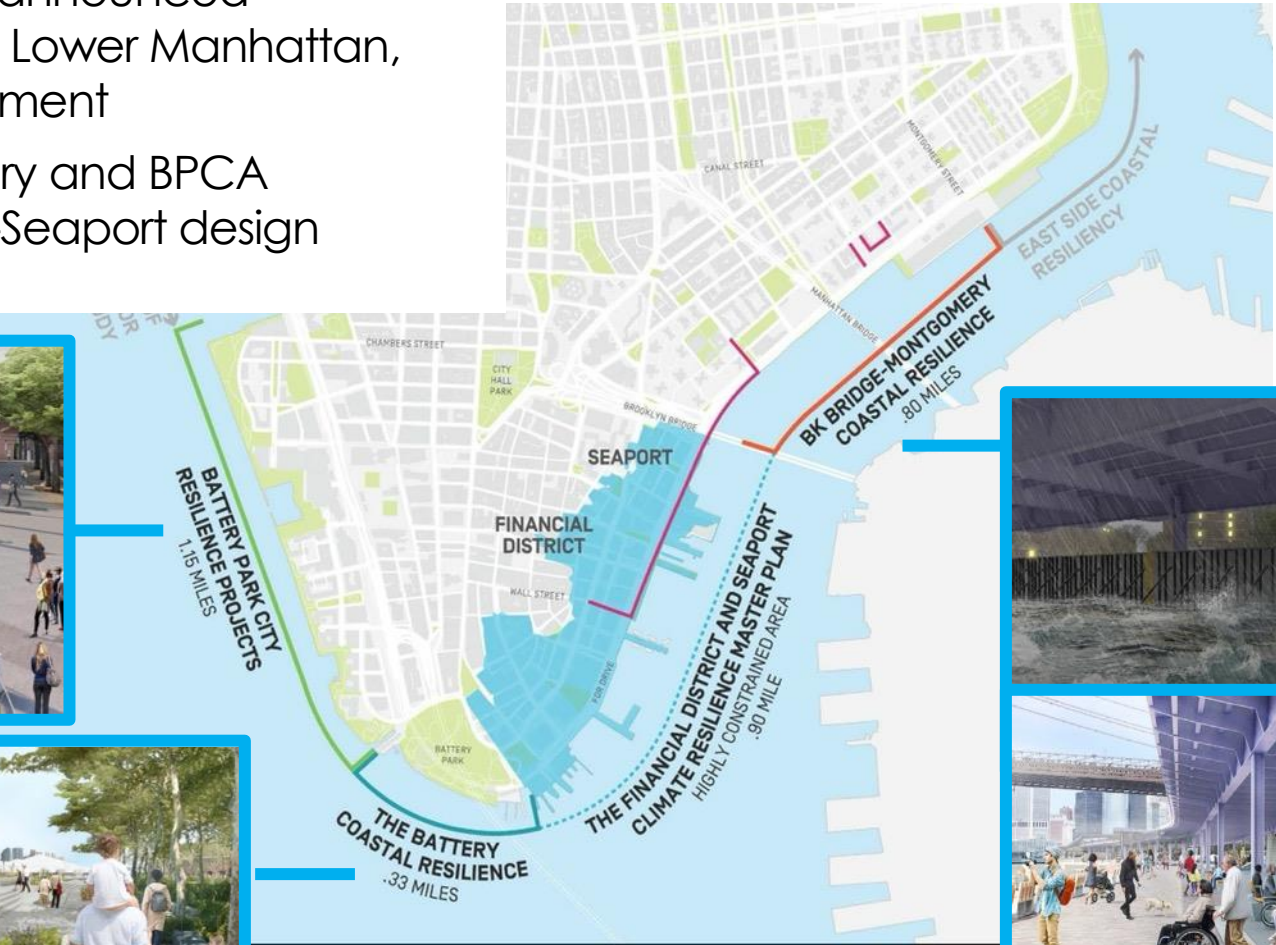 announced
Lower Manhattan,
ry and BPCA
Seaport design
MONTGOMERY STREET
CANAL STREET
EAST SIDE COASTAL
RESILIENCY
MANHATTAN BRIDGE
BK BRIDGE-MONTGOMERY
COASTAL RESILIENCE
.80 MILES
CHAMBERS STREET
CITY
HALL
PARK
BROOKLYN BRIDGE
SEAPORT
FINANCIAL
DISTRICT
WALL STREET
BATTERY PARK CITY
RESILIENCE PROJECTS
1.15 MILES
FDR DRIVE
THE FINANCIAL DISTRICT AND SEAPORT
CLIMATE RESILIENCE MASTER PLAN
HIGHLY CONSTRAINED AREA
.90 MILE
BATTERY
PARK
THE BATTERY
COASTAL RESILIENCE
.33 MILES